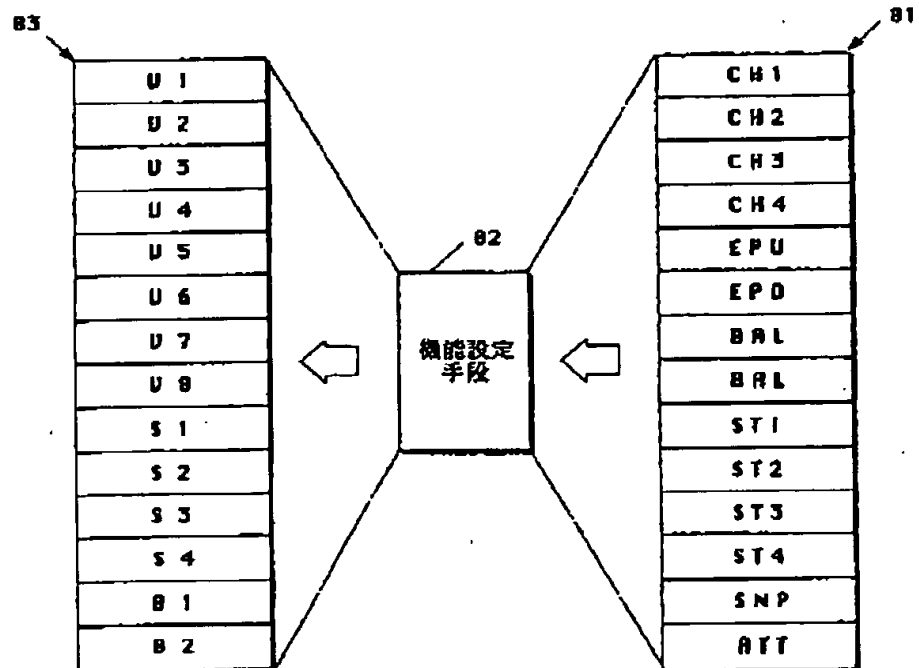 83
81
V 1
V 2
V 3
V 4
V 5
V 6
V 7
V 8
S 1
S 2
S 3
S 4
B 1
B 2
82
機能設定
手段
CH1
CH2
CH3
CH4
EPU
EPD
BAL
BAL
ST1
ST2
ST3
ST4
SNP
ATT